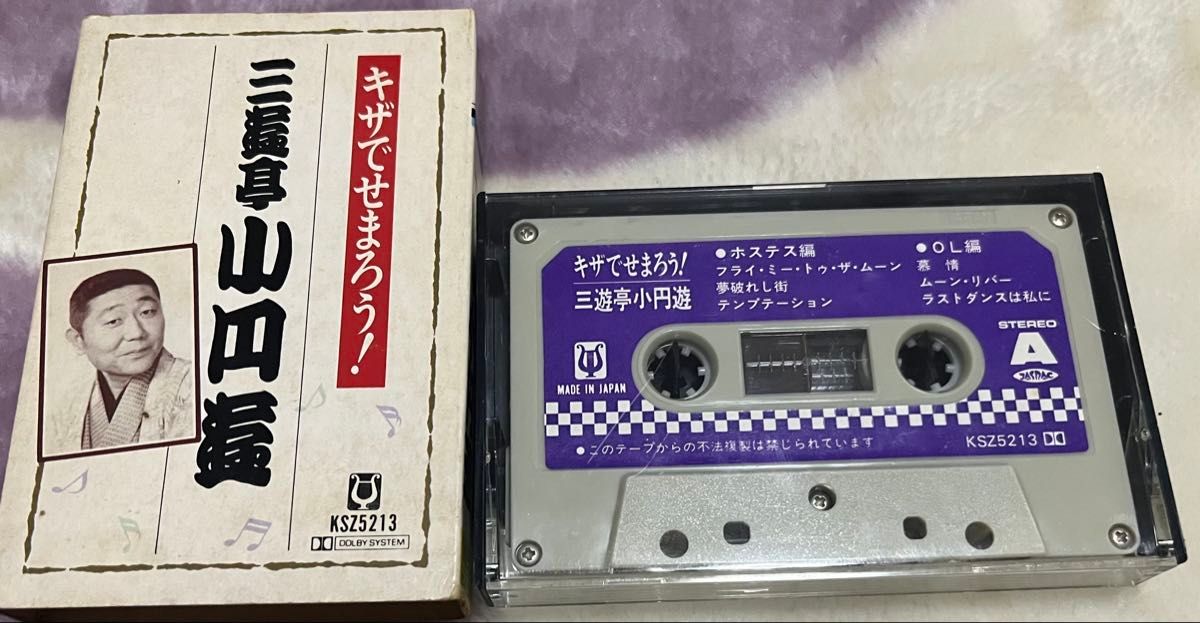 キザでせまろう!
三遊亭小円遊
KSZ5213
DOLBY SYSTEM
キザでせまろう!
三遊亭小円遊
MADE IN JAPAN
●ホステス編
フライ・ミー・トゥ・ザ・ムーン
夢破れし街
テンプテーション
●OL編
慕情
ムーン・リバー
ラストダンスは私に
STEREO
A
JASRAC
●このテープからの不法複製は禁じられています
KSZ5213